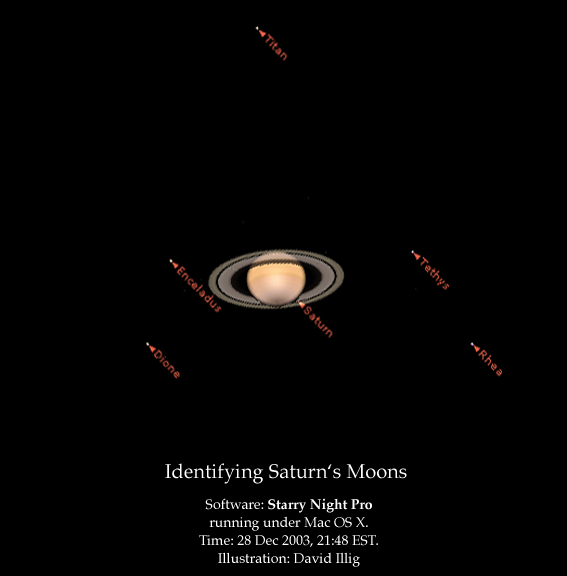 Titan
Enceladus
Tethys
Saturn
Dione
Rhea
Identifying Saturn‘s Moons
Software: Starry Night Pro
running under Mac OS X.
Time: 28 Dec 2003, 21:48 EST.
Illustration: David Illig